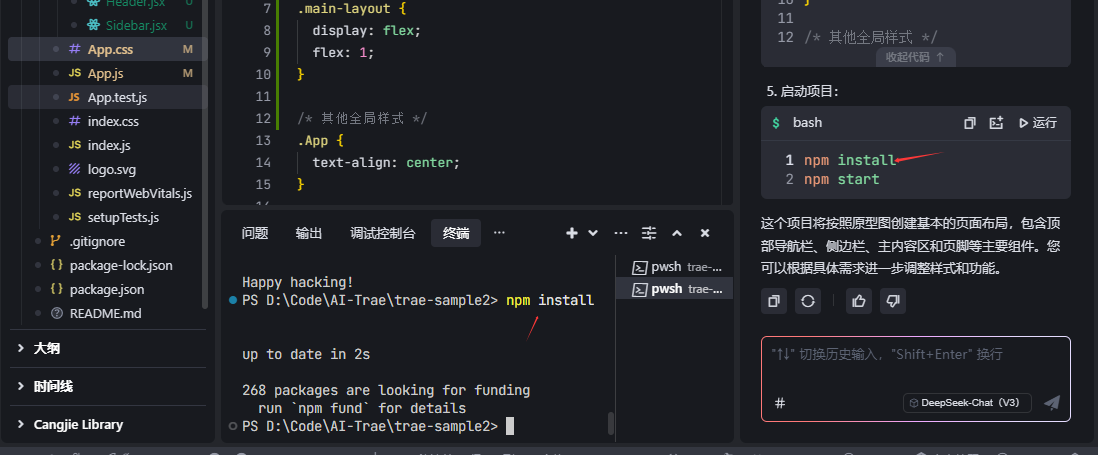 Header.jsx U
Sidebar.jsx U
# App.css M
JS App.js M
JS App.test.js
# index.css
JS index.js
logo.svg
JS reportWebVitals.js
JS setupTests.js
.gitignore
{} package-lock.json
{} package.json
README.md
大纲
时间线
Cangjie Library
7 .main-layout {
8 display: flex;
9 flex: 1;
10 }
11
12 /* 其他全局样式 */
13 .App {
14 text-align: center;
15 }
问题 输出 调试控制台 终端 ···
Happy hacking!
PS D:\Code\AI-Trae\trae-sample2> npm install
up to date in 2s
268 packages are looking for funding
run `npm fund` for details
PS D:\Code\AI-Trae\trae-sample2>
pwsh trae-...
pwsh trae-...
10 }
11
12 /* 其他全局样式 */
收起代码 ↑
5. 启动项目：
$ bash 运行
1 npm install
2 npm start
这个项目将按照原型图创建基本的页面布局，包含顶
部导航栏、侧边栏、主内容区和页脚等主要组件。您
可以根据具体需求进一步调整样式和功能。
"↑↓" 切换历史输入，"Shift+Enter" 换行
# DeepSeek-Chat（V3）